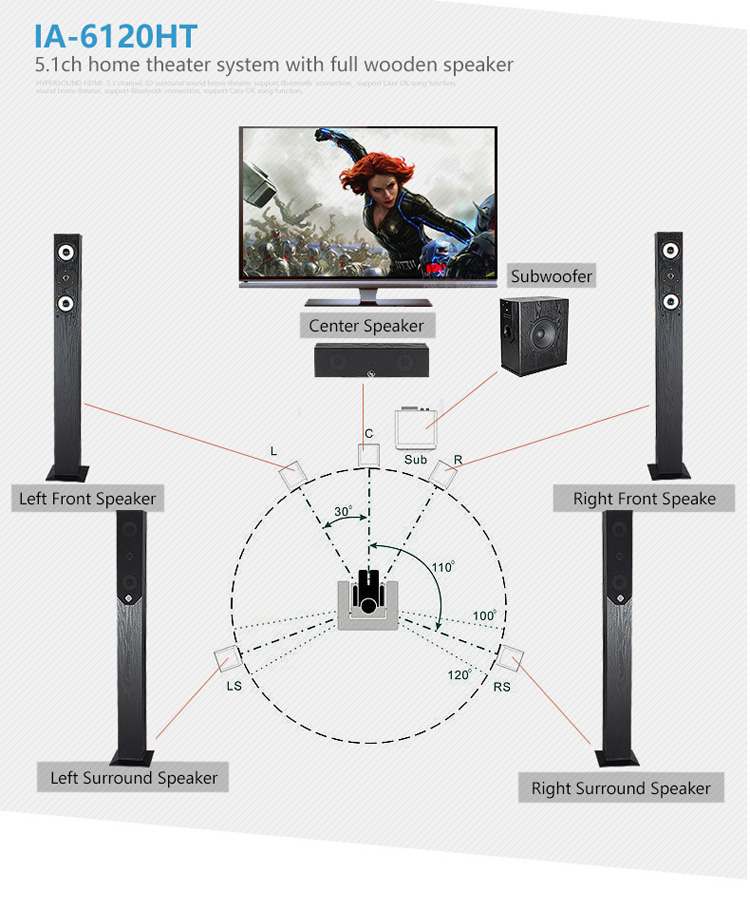 IA-6120HT
5.1ch home theater system with full wooden speaker
HYPERSOUND HDMI 5.1 channel 3D surround sound home theater, support Bluetooth connection, support Cara OK song function,
sound home theater, support Bluetooth connection, support Cara OK song function.
Subwoofer
Center Speaker
C
L
Sub
R
Left Front Speaker
Right Front Speake
30°
110°
100°
120°
LS
RS
Left Surround Speaker
Right Surround Speaker